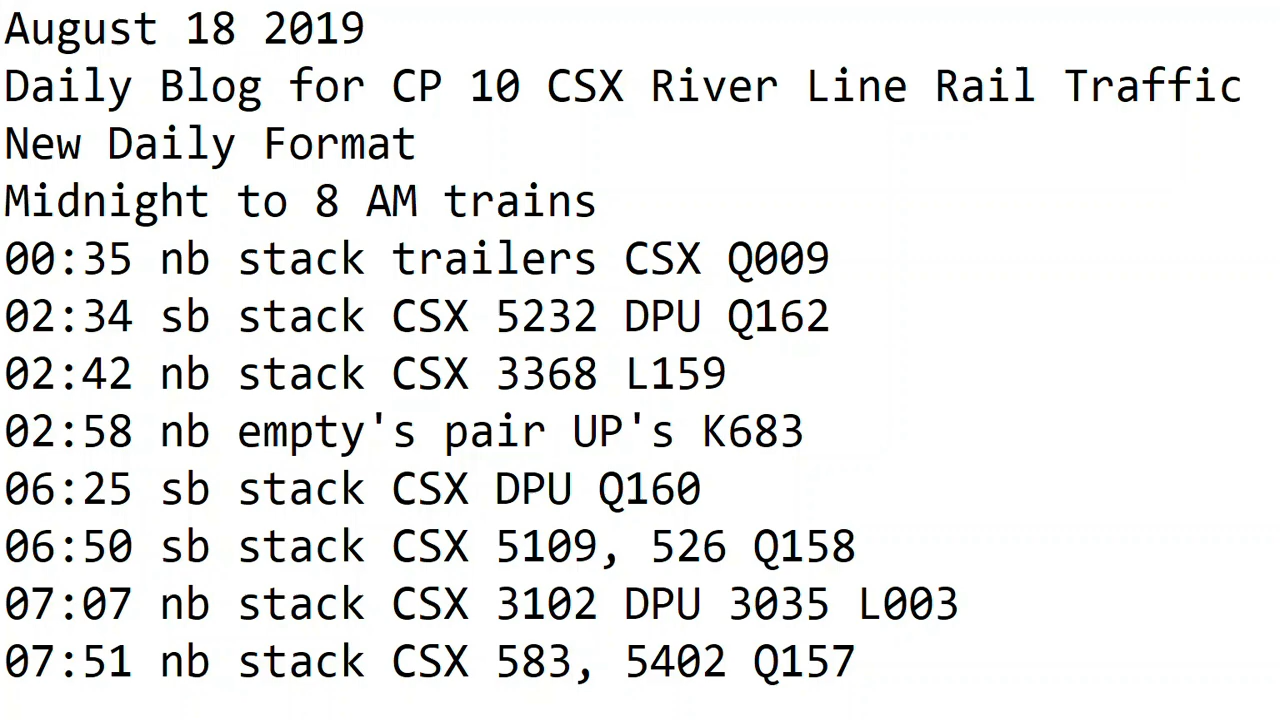 August 18 2019
Daily Blog for CP 10 CSX River Line Rail Traffic
New Daily Format
Midnight to 8 AM trains
00:35 nb stack trailers CSX Q009
02:34 sb stack CSX 5232 DPU Q162
02:42 nb stack CSX 3368 L159
02:58 nb empty's pair UP's K683
06:25 sb stack CSX DPU Q160
06:50 sb stack CSX 5109, 526 Q158
07:07 nb stack CSX 3102 DPU 3035 L003
07:51 nb stack CSX 583, 5402 Q157